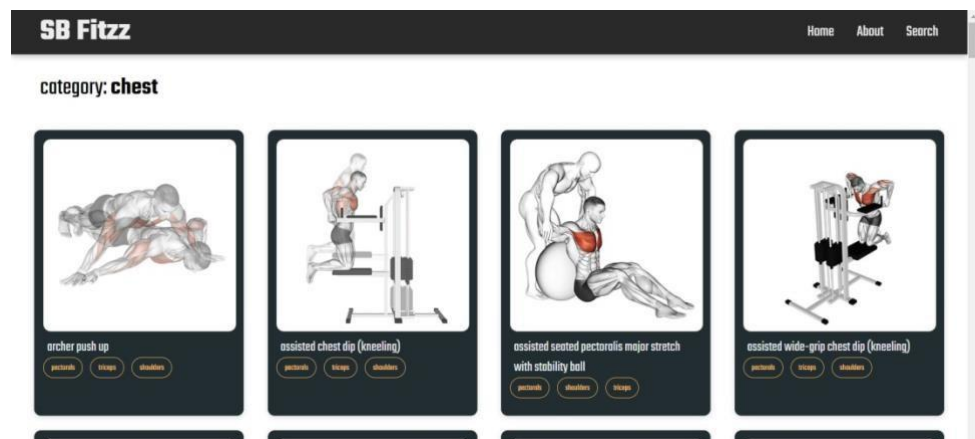 SB Fitzz
Home About Search
category: chest
archer push up
pectorals triceps shoulders
assisted chest dip (kneeling)
pectorals triceps shoulders
assisted seated pectoralis major stretch
with stability ball
pectorals shoulders triceps
assisted wide-grip chest dip (kneeling)
pectorals triceps shoulders